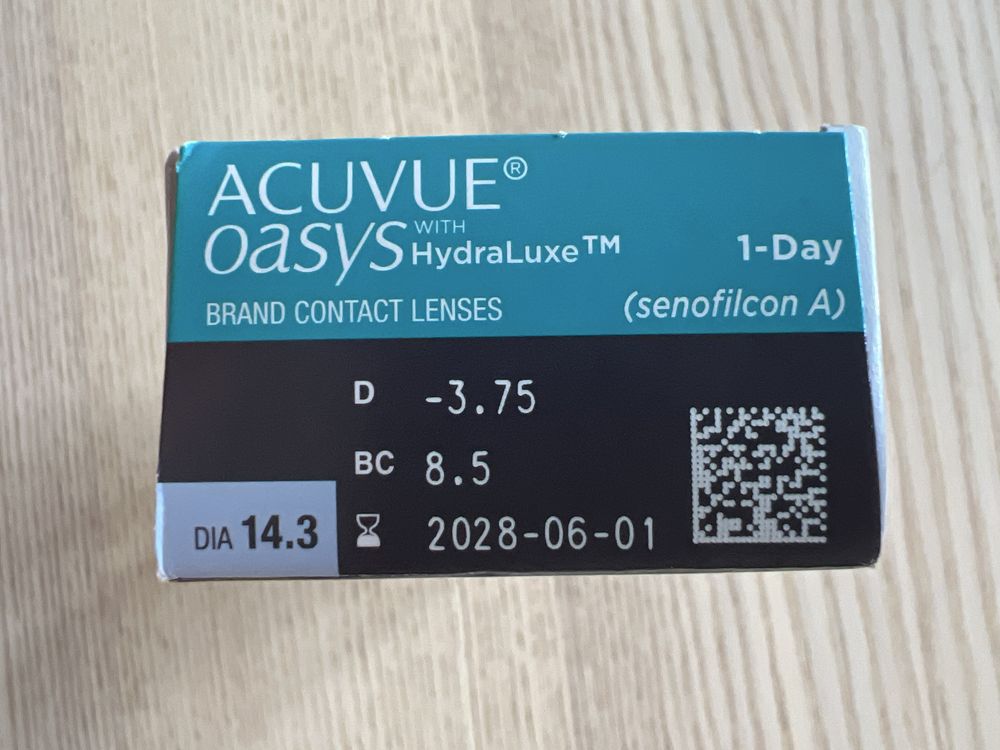 ACUVUE®
oasys WITH HydraLuxe™ 1-Day
BRAND CONTACT LENSES (senofilcon A)
D -3.75
BC 8.5
2028-06-01
DIA 14.3